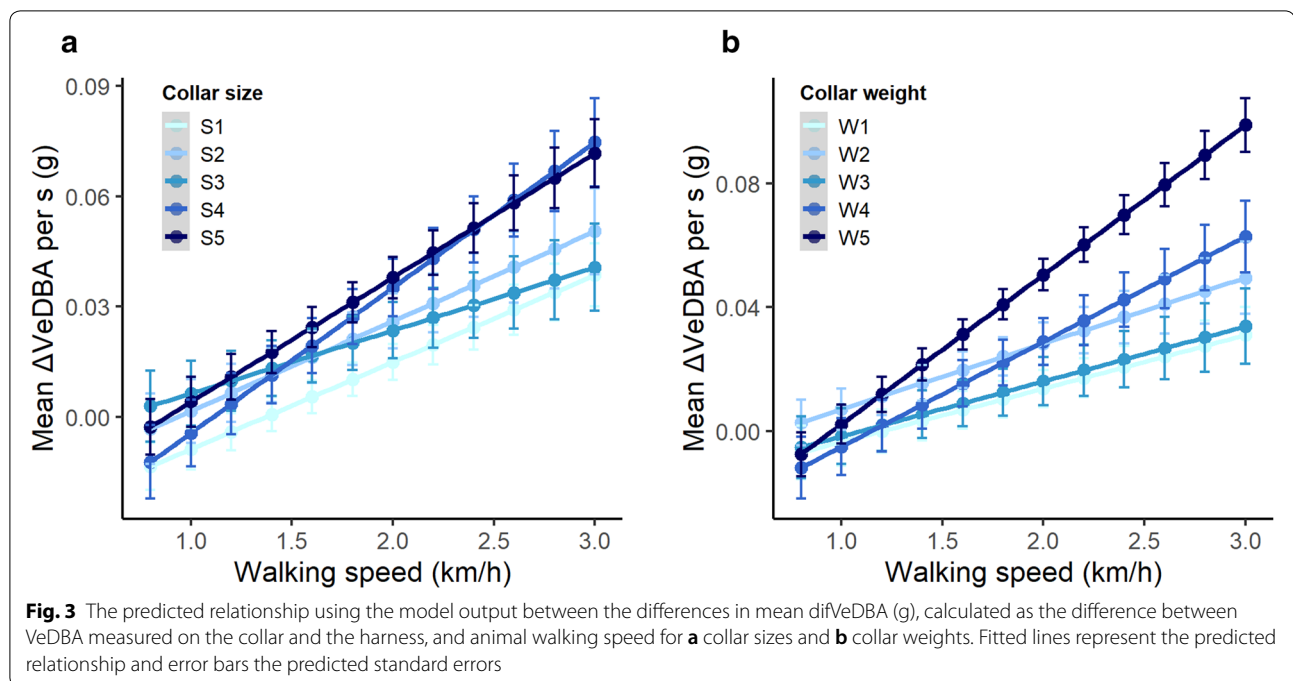 a
Mean ΔVeDBA per s (g)
0.09
0.06
0.03
0.00
Collar size
S1
S2
S3
S4
S5
1.0
1.5
2.0
2.5
3.0
Walking speed (km/h)
b
Mean ΔVeDBA per s (g)
0.08
0.04
0.00
Collar weight
W1
W2
W3
W4
W5
1.0
1.5
2.0
2.5
3.0
Walking speed (km/h)
Fig. 3 The predicted relationship using the model output between the differences in mean difVeDBA (g), calculated as the difference between
VeDBA measured on the collar and the harness, and animal walking speed for a collar sizes and b collar weights. Fitted lines represent the predicted
relationship and error bars the predicted standard errors